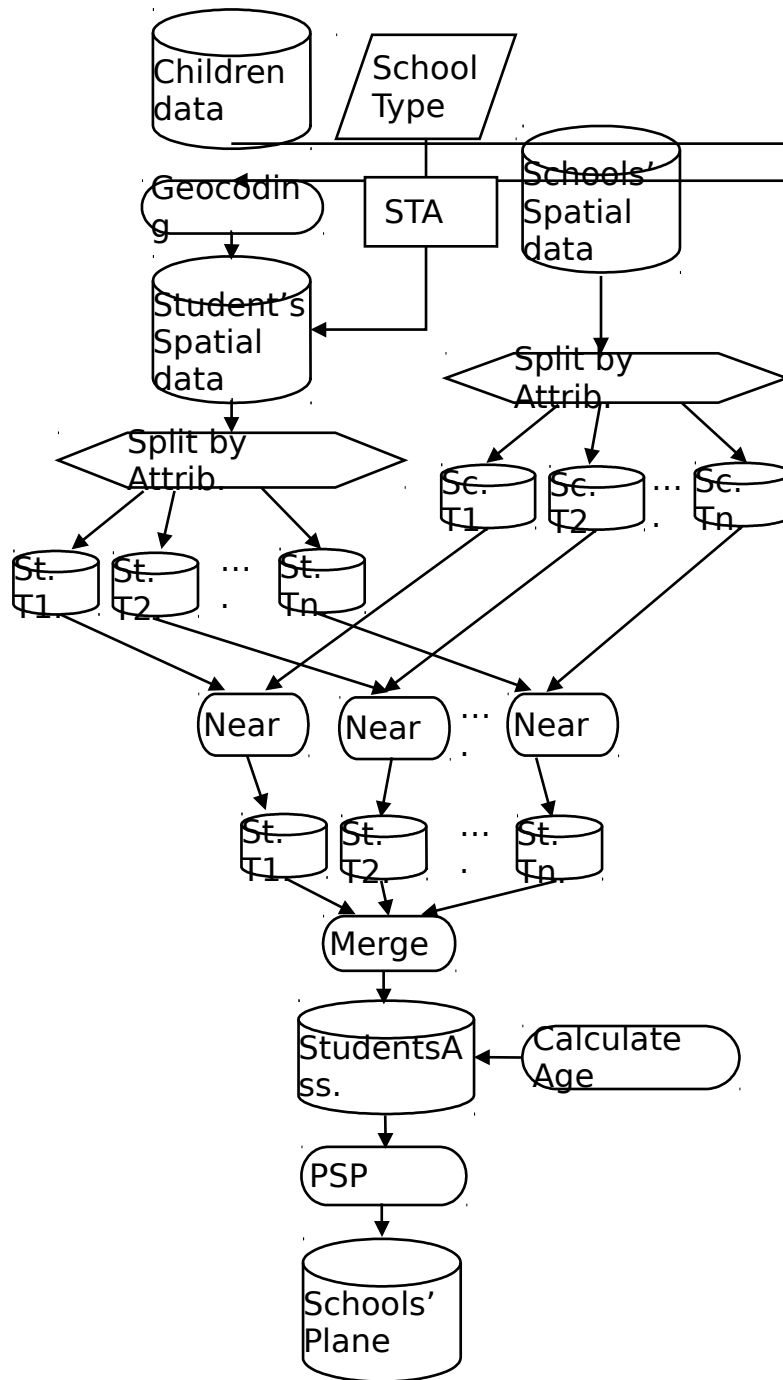 Children
data
School
Type
Schools’
Spatial
data
Geocodin
g
STA
Student’s
Spatial
data
Split by
Attrib.
Split by
Attrib.
Sc.
T1
Sc.
T2
...
.
Sc.
Tn
St.
T1.
St.
T2.
...
.
St.
Tn
Near
Near
...
.
Near
St.
T1.
St.
T2.
...
.
St.
Tn.
Merge
StudentsA
ss.
Calculate
Age
PSP
Schools’
Plane